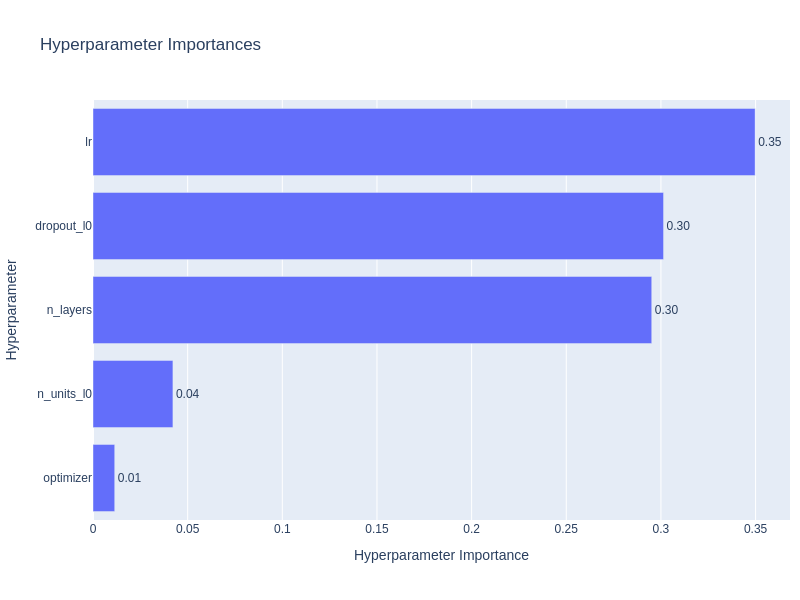 Hyperparameter Importances
lr
0.35
dropout_l0
0.30
n_layers
0.30
n_units_l0
0.04
optimizer
0.01
0
0.05
0.1
0.15
0.2
0.25
0.3
0.35
Hyperparameter Importance
Hyperparameter